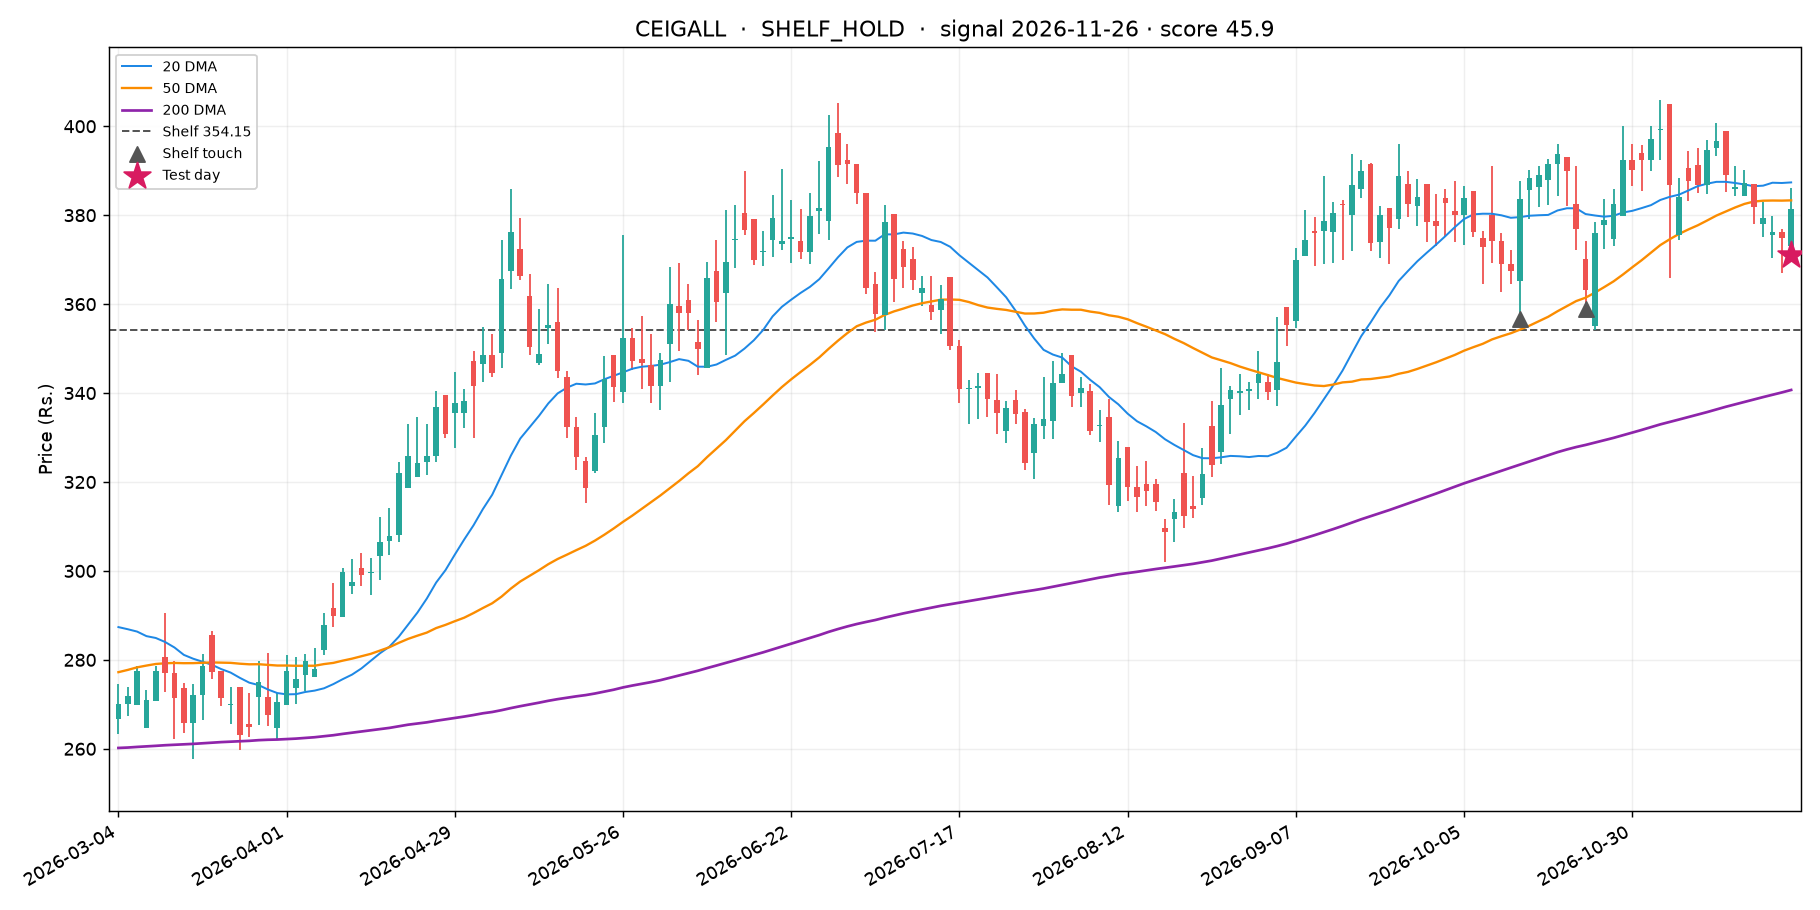 CEIGALL · SHELF_HOLD · signal 2026-11-26 · score 45.9
20 DMA
50 DMA
200 DMA
Shelf 354.15
Shelf touch
Test day
Price (Rs.)
400
380
360
340
320
300
280
260
2026-03-04
2026-04-01
2026-04-29
2026-05-26
2026-06-22
2026-07-17
2026-08-12
2026-09-07
2026-10-05
2026-10-30